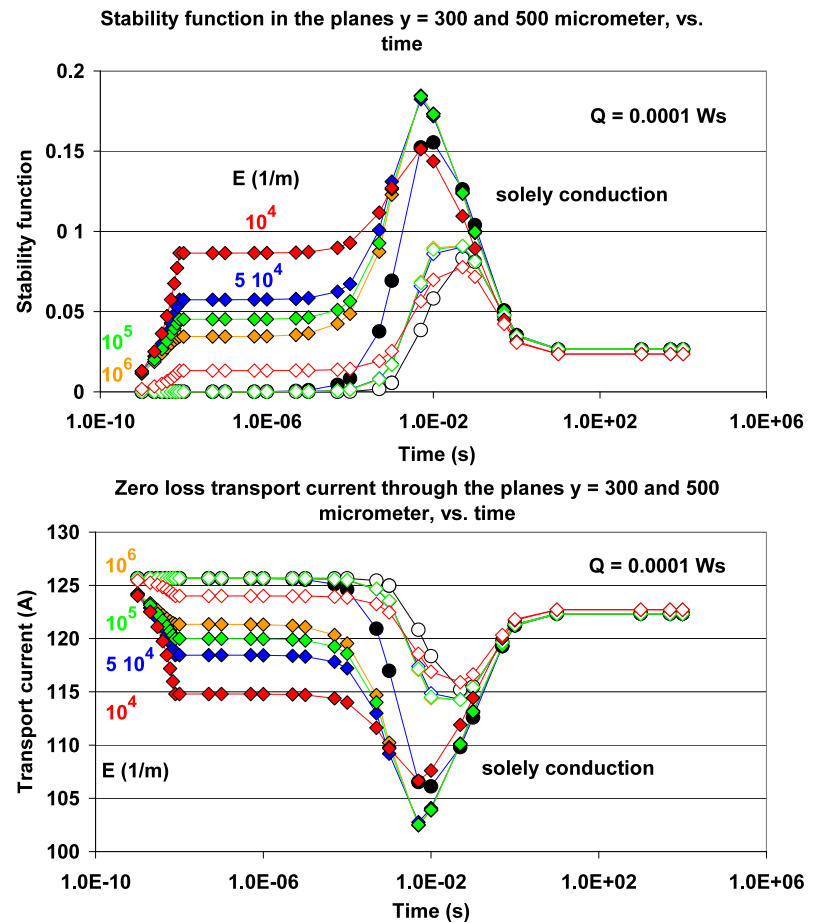 Stability function in the planes y = 300 and 500 micrometer, vs.
time
0.2
Q = 0.0001 Ws
0.15
E (1/m)
solely conduction
10^4
Stability function
0.1
5 10^4
0.05
10^5
10^6
0
1.0E-10
1.0E-06
1.0E-02
1.0E+02
1.0E+06
Time (s)
Zero loss transport current through the planes y = 300 and 500
micrometer, vs. time
130
10^6
Q = 0.0001 Ws
125
10^5
120
5 10^4
Transport current (A)
115
10^4
110
E (1/m)
solely conduction
105
100
1.0E-10
1.0E-06
1.0E-02
1.0E+02
1.0E+06
Time (s)